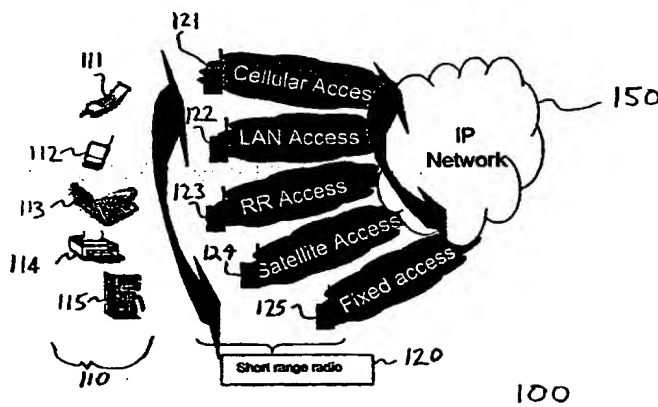 111
112
113
114
115
110
121
Cellular Access
122
LAN Access
123
RR Access
124
Satellite Access
125
Fixed access
IP
Network
150
Short range radio
120
100